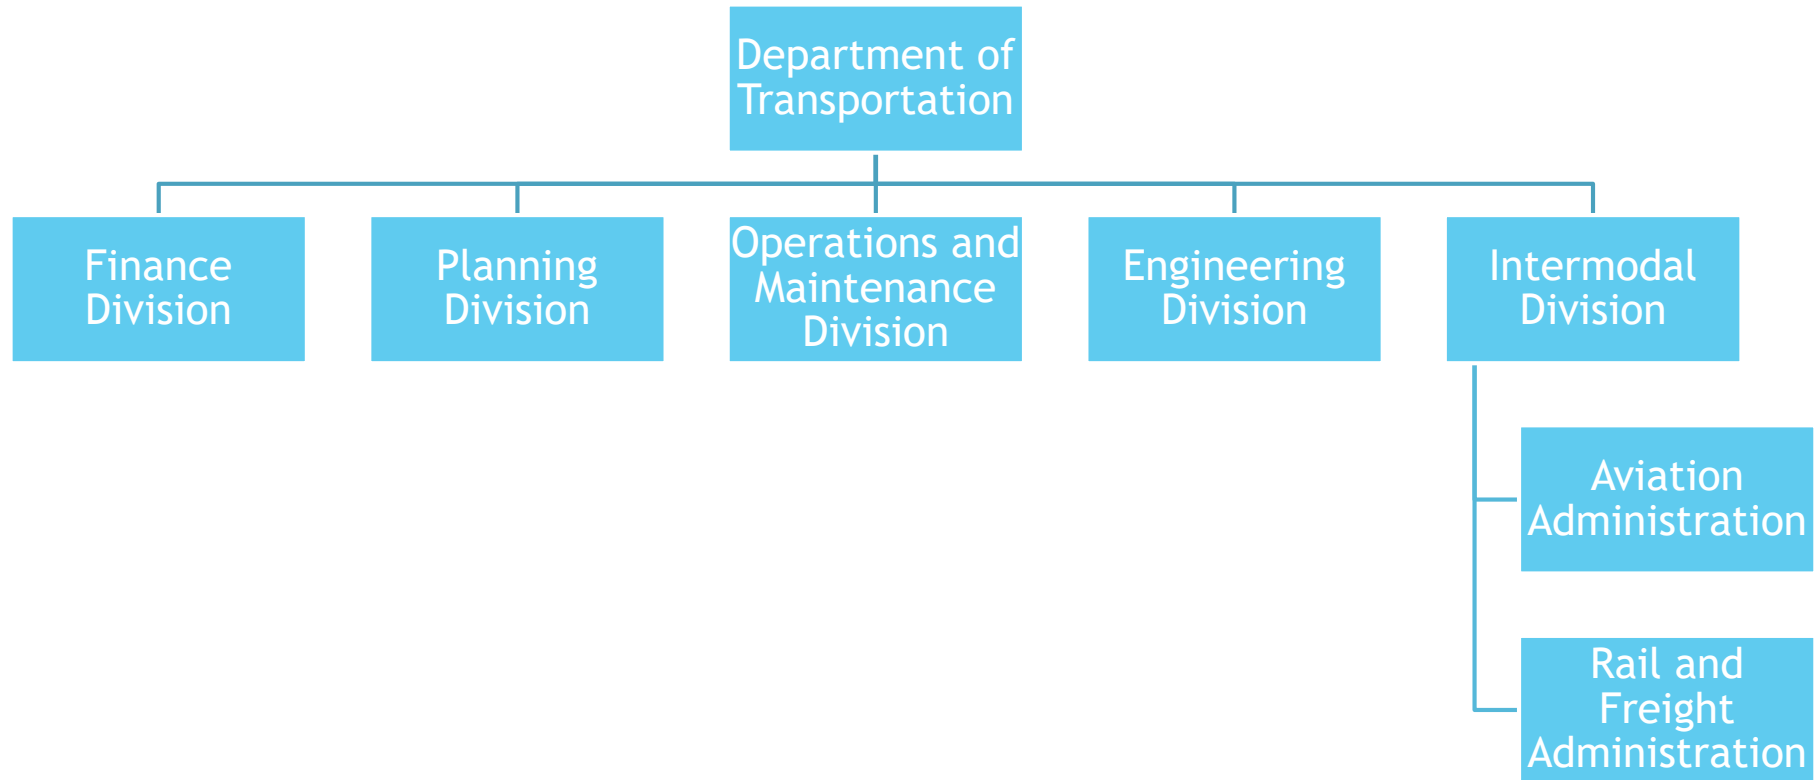 Department of
Transportation
Finance
Division
Planning
Division
Operations and
Maintenance
Division
Engineering
Division
Intermodal
Division
Aviation
Administration
Rail and
Freight
Administration